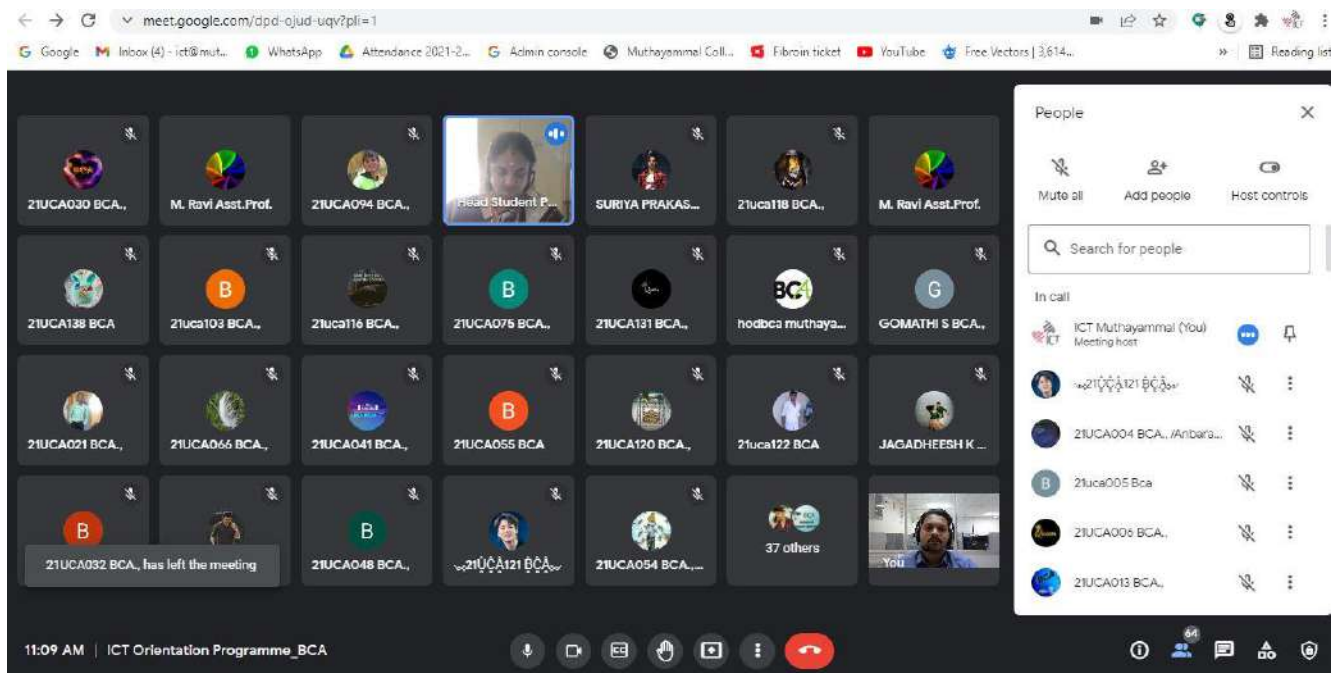 meet.google.com/dpd-ojud-uqv?pli=1
Google Inbox (4) - ict@mut... WhatsApp Attendance 2021-2... Admin console Muthayammal Coll... Fibroin ticket YouTube Free Vectors | 3,614... » Reading list
People
Mute all Add people Host controls
21UCA030 BCA., M. Ravi Asst.Prof. 21UCA094 BCA., Head Student P... SURIYA PRAKAS... 21uca118 BCA., M. Ravi Asst.Prof.
Search for people
In call
B B BCA G
21UCA138 BCA 21uca103 BCA., 21uca116 BCA., 21UCA075 BCA., 21UCA131 BCA., hodbca muthaya... GOMATHI S BCA.,
ICT Muthayammal (You)
Meeting host
21UCA121 BCA
B
21UCA021 BCA., 21UCA066 BCA., 21UCA041 BCA., 21UCA055 BCA 21UCA120 BCA., 21uca122 BCA JAGADHEESH K ...
21UCA004 BCA., /Anbara...
B 21uca005 Bca
21UCA006 BCA.,
21UCA013 BCA.,
B B 37 others
21UCA032 BCA., has left the meeting 21UCA048 BCA., 21UCA121 BCA 21UCA054 BCA.,... You
11:09 AM | ICT Orientation Programme_BCA
64